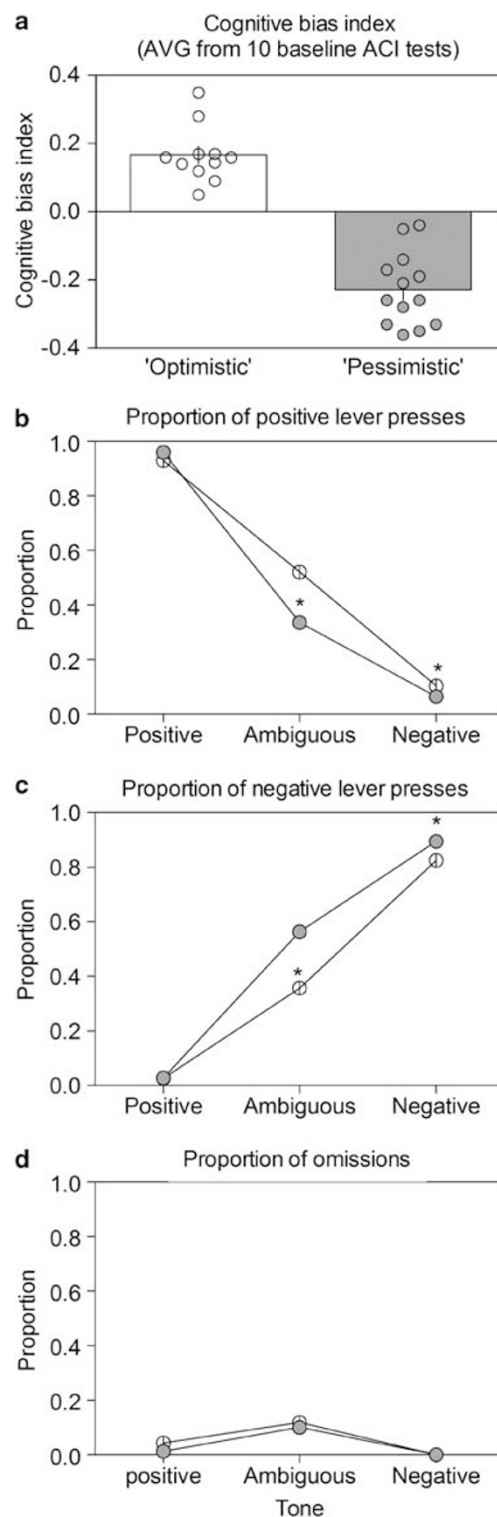 a
Cognitive bias index
(AVG from 10 baseline ACI tests)
Cognitive bias index
0.4
0.2
0.0
-0.2
-0.4
'Optimistic'
'Pessimistic'
b
Proportion of positive lever presses
Proportion
1.0
0.8
0.6
0.4
0.2
0.0
*
*
Positive
Ambiguous
Negative
c
Proportion of negative lever presses
Proportion
1.0
0.8
0.6
0.4
0.2
0.0
*
*
Positive
Ambiguous
Negative
d
Proportion of omissions
Proportion
1.0
0.8
0.6
0.4
0.2
0.0
positive
Ambiguous
Negative
Tone